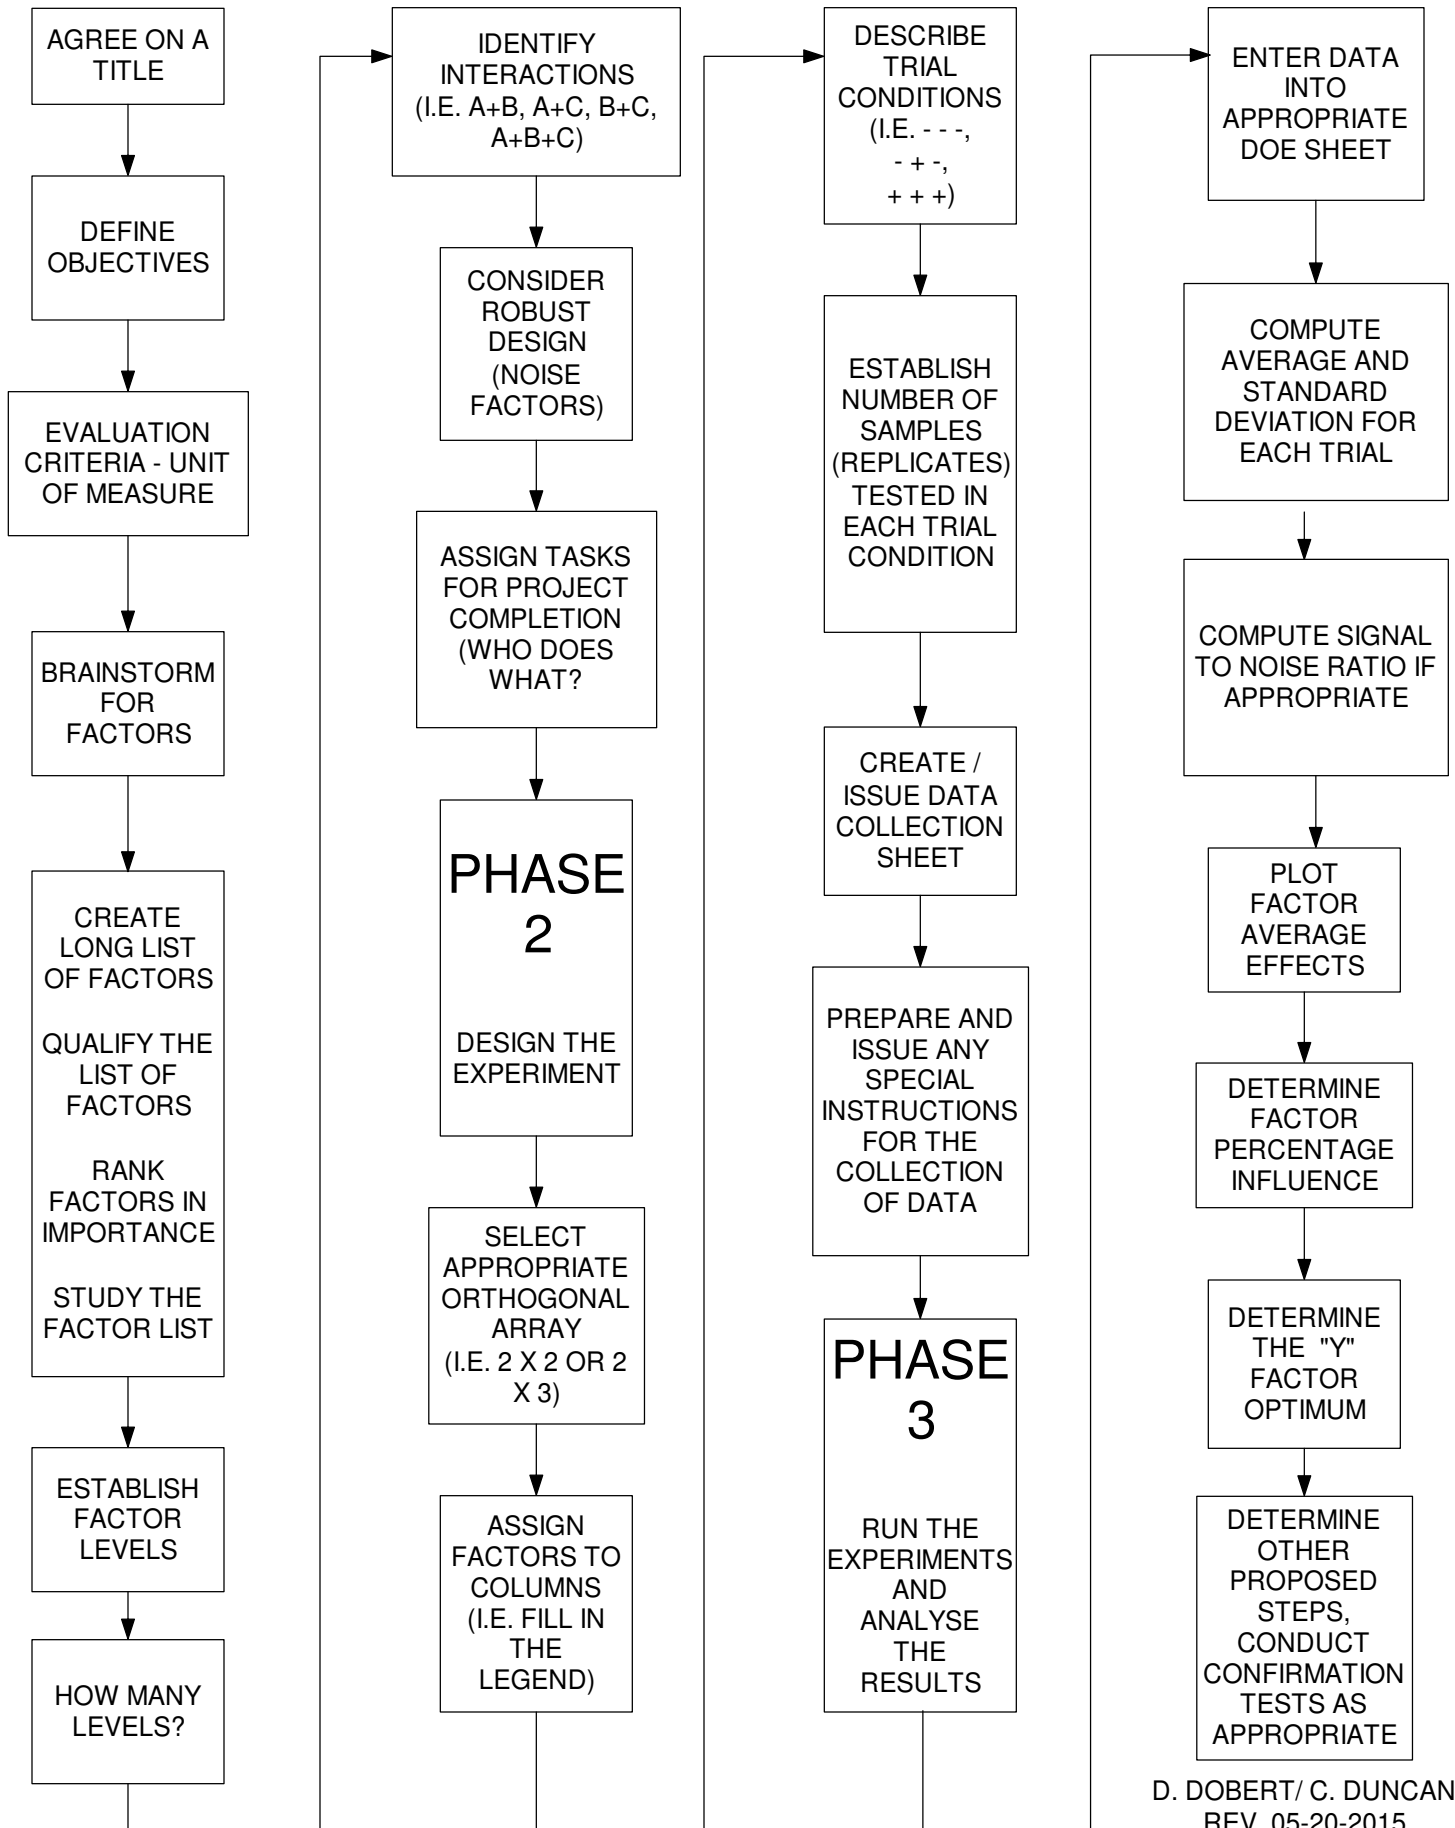 AGREE ON A
TITLE
DEFINE
OBJECTIVES
EVALUATION
CRITERIA - UNIT
OF MEASURE
BRAINSTORM
FOR
FACTORS
CREATE
LONG LIST
OF FACTORS
QUALIFY THE
LIST OF
FACTORS
RANK
FACTORS IN
IMPORTANCE
STUDY THE
FACTOR LIST
ESTABLISH
FACTOR
LEVELS
HOW MANY
LEVELS?
IDENTIFY
INTERACTIONS
(I.E. A+B, A+C, B+C,
A+B+C)
CONSIDER
ROBUST
DESIGN
(NOISE
FACTORS)
ASSIGN TASKS
FOR PROJECT
COMPLETION
(WHO DOES
WHAT?
PHASE
2
DESIGN THE
EXPERIMENT
SELECT
APPROPRIATE
ORTHOGONAL
ARRAY
(I.E. 2 X 2 OR 2
X 3)
ASSIGN
FACTORS TO
COLUMNS
(I.E. FILL IN
THE
LEGEND)
DESCRIBE
TRIAL
CONDITIONS
(I.E. - - -,
- + -,
+ + +)
ESTABLISH
NUMBER OF
SAMPLES
(REPLICATES)
TESTED IN
EACH TRIAL
CONDITION
CREATE /
ISSUE DATA
COLLECTION
SHEET
PREPARE AND
ISSUE ANY
SPECIAL
INSTRUCTIONS
FOR THE
COLLECTION
OF DATA
PHASE
3
RUN THE
EXPERIMENTS
AND
ANALYSE
THE
RESULTS
ENTER DATA
INTO
APPROPRIATE
DOE SHEET
COMPUTE
AVERAGE AND
STANDARD
DEVIATION FOR
EACH TRIAL
COMPUTE SIGNAL
TO NOISE RATIO IF
APPROPRIATE
PLOT
FACTOR
AVERAGE
EFFECTS
DETERMINE
FACTOR
PERCENTAGE
INFLUENCE
DETERMINE
THE "Y"
FACTOR
OPTIMUM
DETERMINE
OTHER
PROPOSED
STEPS,
CONDUCT
CONFIRMATION
TESTS AS
APPROPRIATE
D. DOBERT/ C. DUNCAN
REV. 05-20-2015